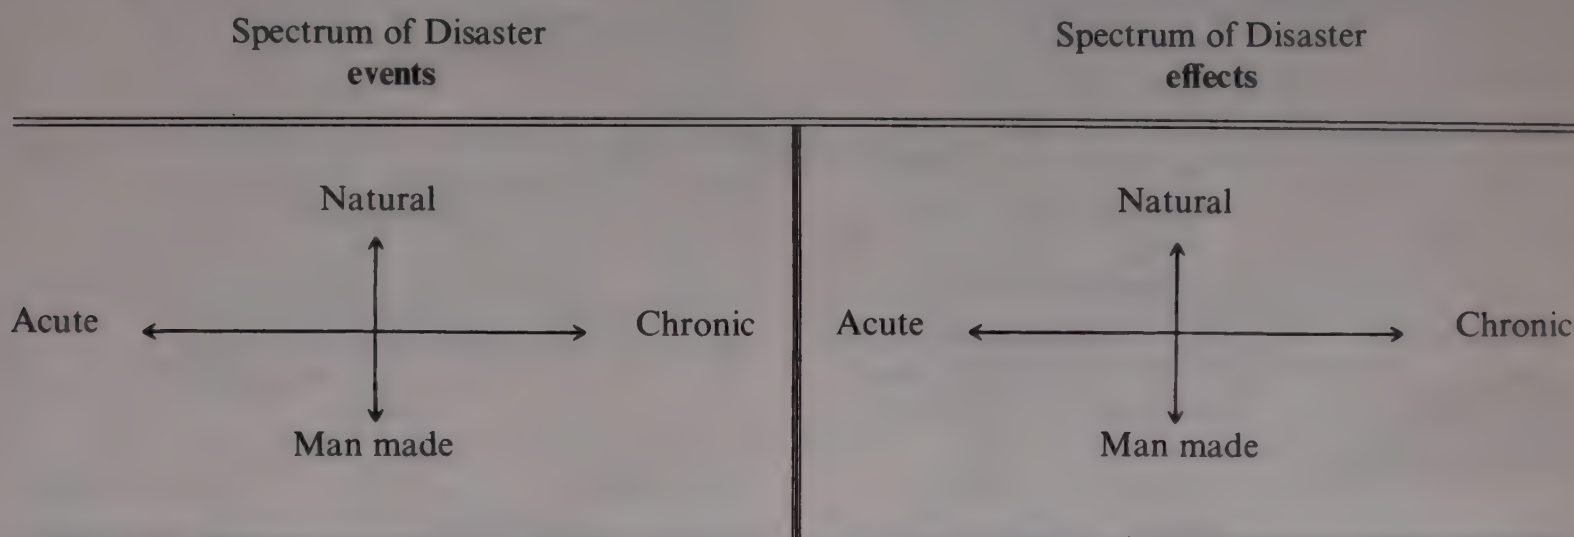 Spectrum of Disaster
events
Natural
Acute
Chronic
Man made
Spectrum of Disaster
effects
Natural
Acute
Chronic
Man made